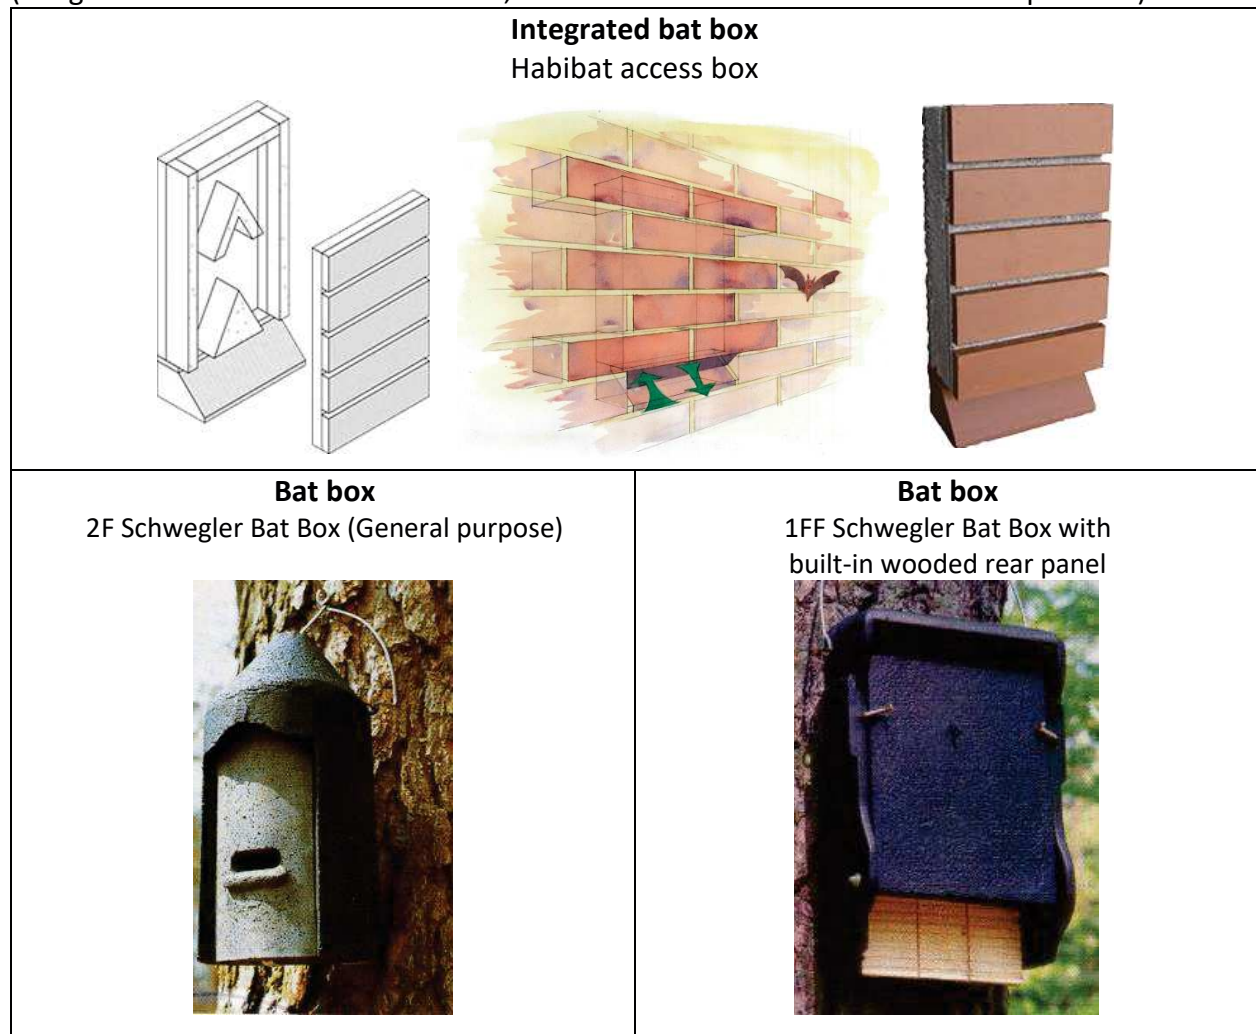 Integrated bat box
Habibat access box
Bat box
2F Schwegler Bat Box (General purpose)
Bat box
1FF Schwegler Bat Box with
built-in wooded rear panel